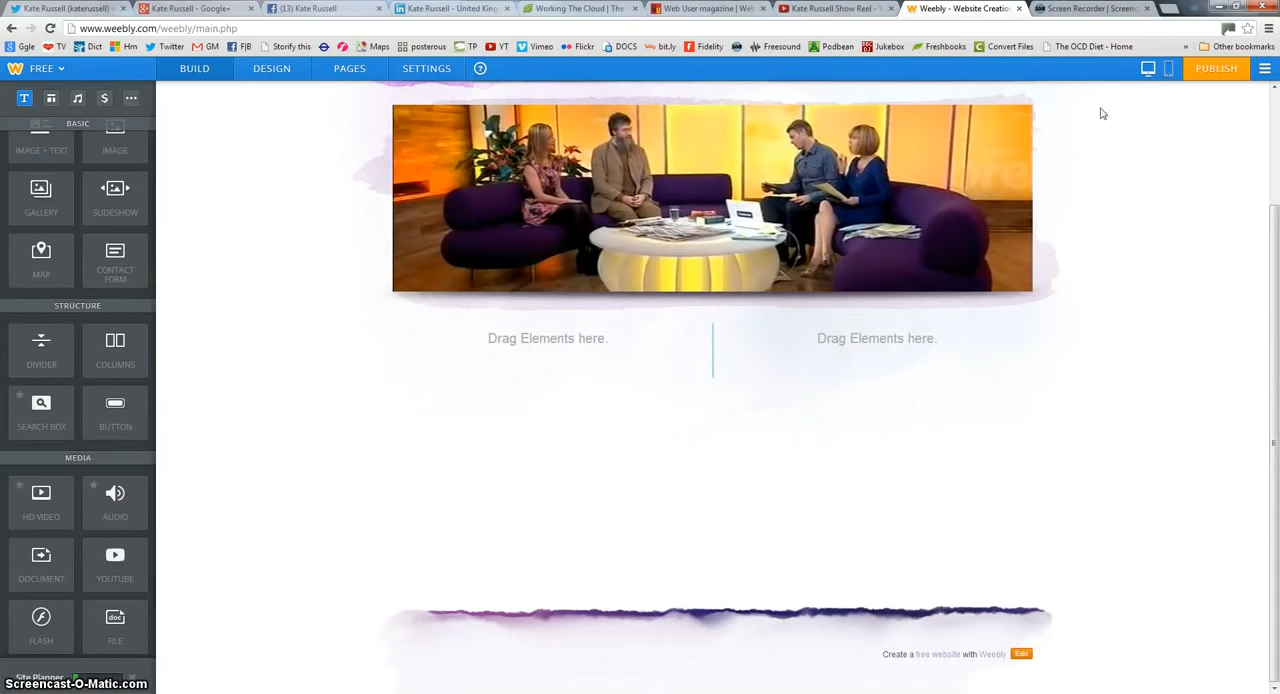 Kate Russell (katerussell) o
Kate Russell - Google+
(13) Kate Russell
Kate Russell - United King
Working The Cloud | The
Web User magazine | Web
Kate Russell Show Reel - Y
Weebly - Website Creation
Screen Recorder | Screenc
www.weebly.com/weebly/main.php
Ggle
TV
Dict
Hm
Twitter
GM
FJB
Storify this
Maps
posterous
TP
YT
Vimeo
Flickr
DOCS
bit.ly
Fidelity
Freesound
Podbean
Jukebox
Freshbooks
Convert Files
The OCD Diet - Home
»
Other bookmarks
FREE
BUILD
DESIGN
PAGES
SETTINGS
PUBLISH
BASIC
IMAGE + TEXT
IMAGE
GALLERY
SLIDESHOW
MAP
CONTACT FORM
STRUCTURE
DIVIDER
COLUMNS
SEARCH BOX
BUTTON
MEDIA
HD VIDEO
AUDIO
DOCUMENT
YOUTUBE
FLASH
FILE
Drag Elements here.
Drag Elements here.
Create a free website with Weebly
Edit
Site Planner
Screencast-O-Matic.com